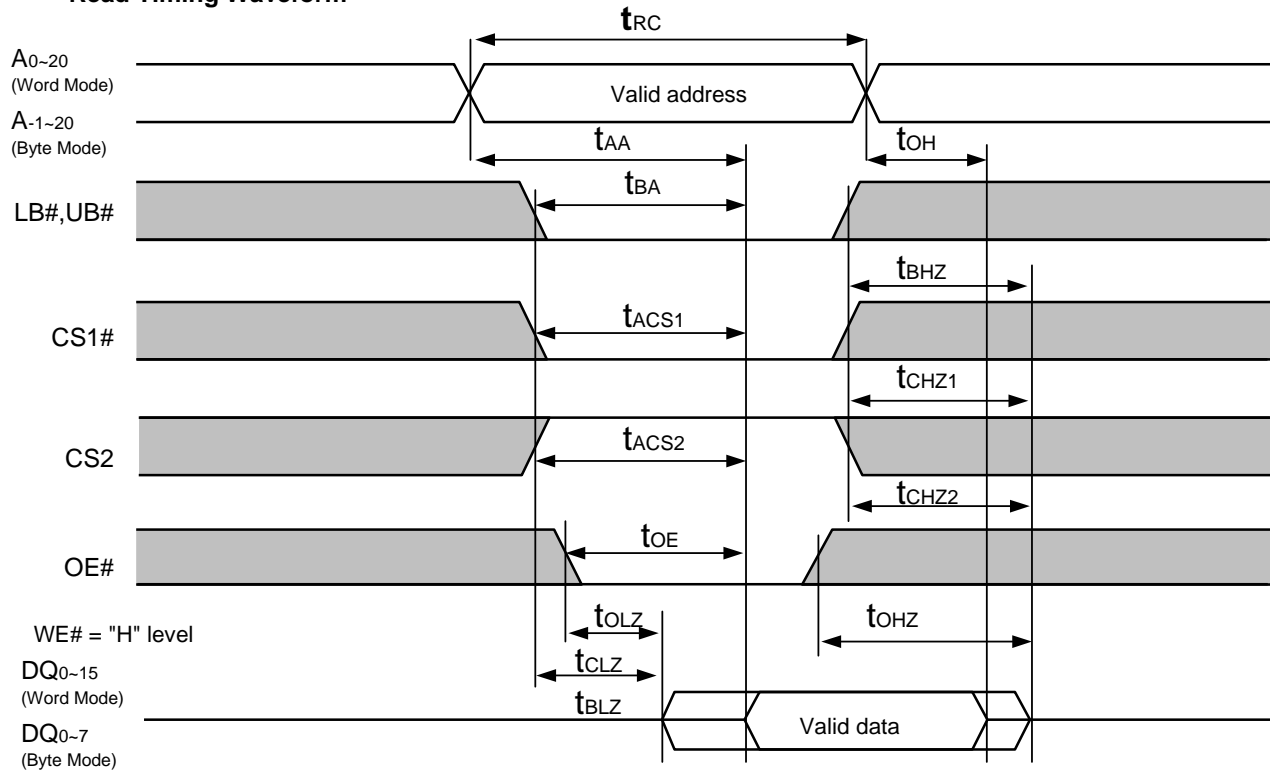 Read Timing Waveform
tRC
A0~20
(Word Mode)
Valid address
A-1~20
(Byte Mode)
tAA
tOH
tBA
LB#,UB#
tBHZ
tACS1
CS1#
tCHZ1
tACS2
CS2
tCHZ2
tOE
OE#
tOLZ
tOHZ
WE# = "H" level
tCLZ
DQ0~15
(Word Mode)
tBLZ
Valid data
DQ0~7
(Byte Mode)